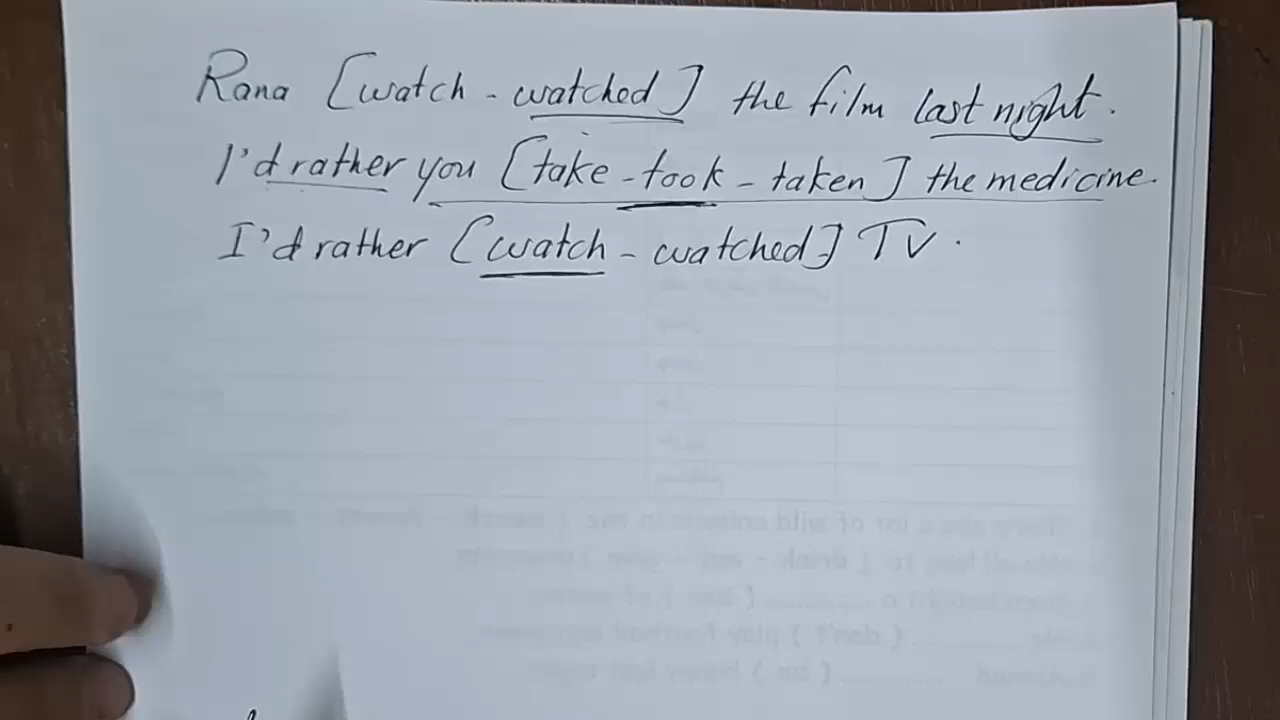 Rana [watch - watched] the film last night.
I'd rather you [take - took - taken] the medicine.
I'd rather [watch - watched] TV.